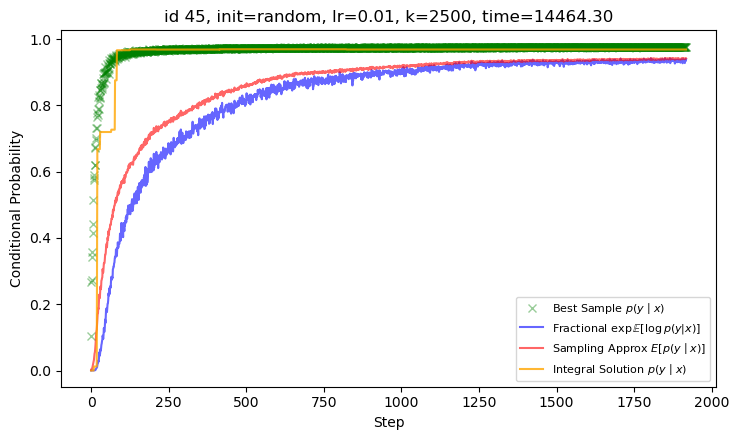 id 45, init=random, lr=0.01, k=2500, time=14464.30
Conditional Probability
1.0
0.8
0.6
0.4
0.2
0.0
0
250
500
750
1000
1250
1500
1750
2000
Step
Best Sample p(y | x)
Fractional exp𝔼[log p(y|x)]
Sampling Approx E[p(y | x)]
Integral Solution p(y | x)